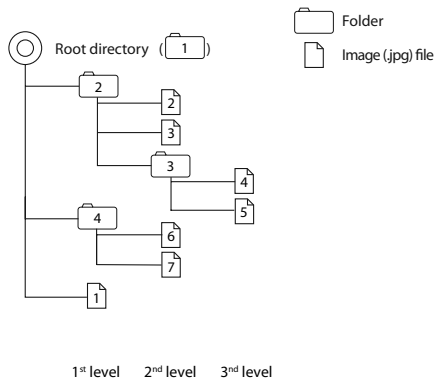 Folder
Root directory (1)
Image (.jpg) file
2
2
3
3
4
5
4
6
7
1
1st level 2nd level 3rd level